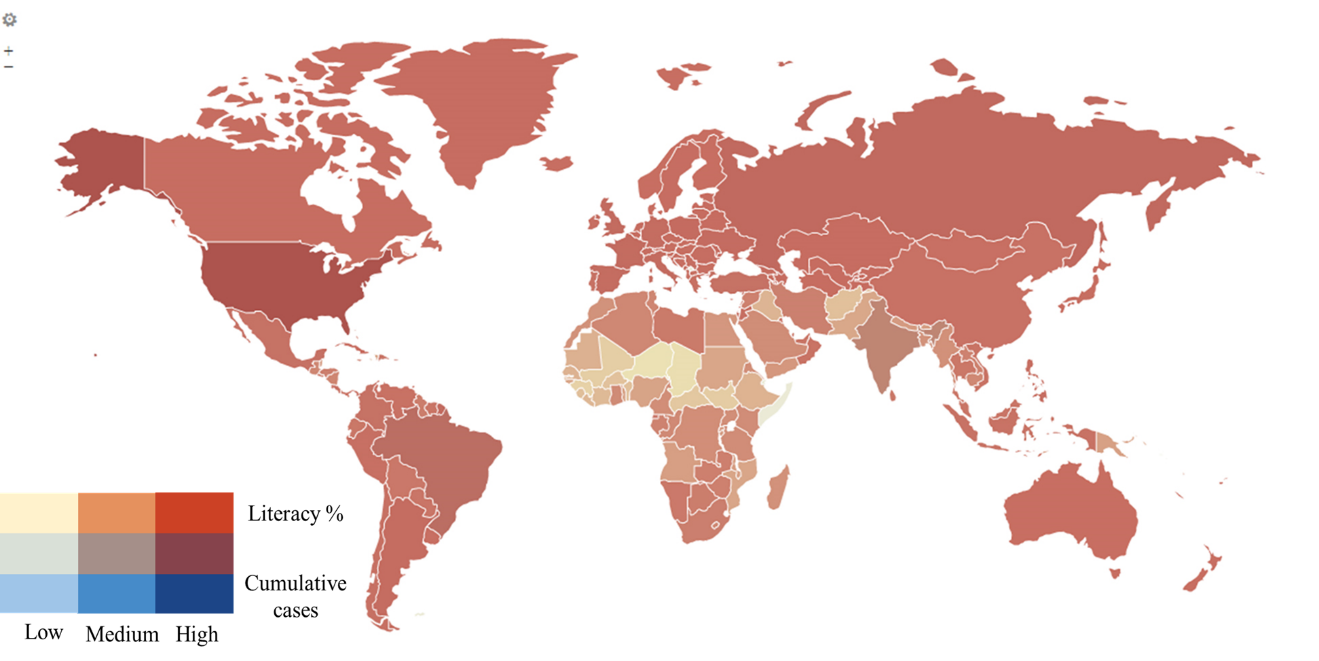 +
−
Literacy %
Cumulative
cases
Low Medium High